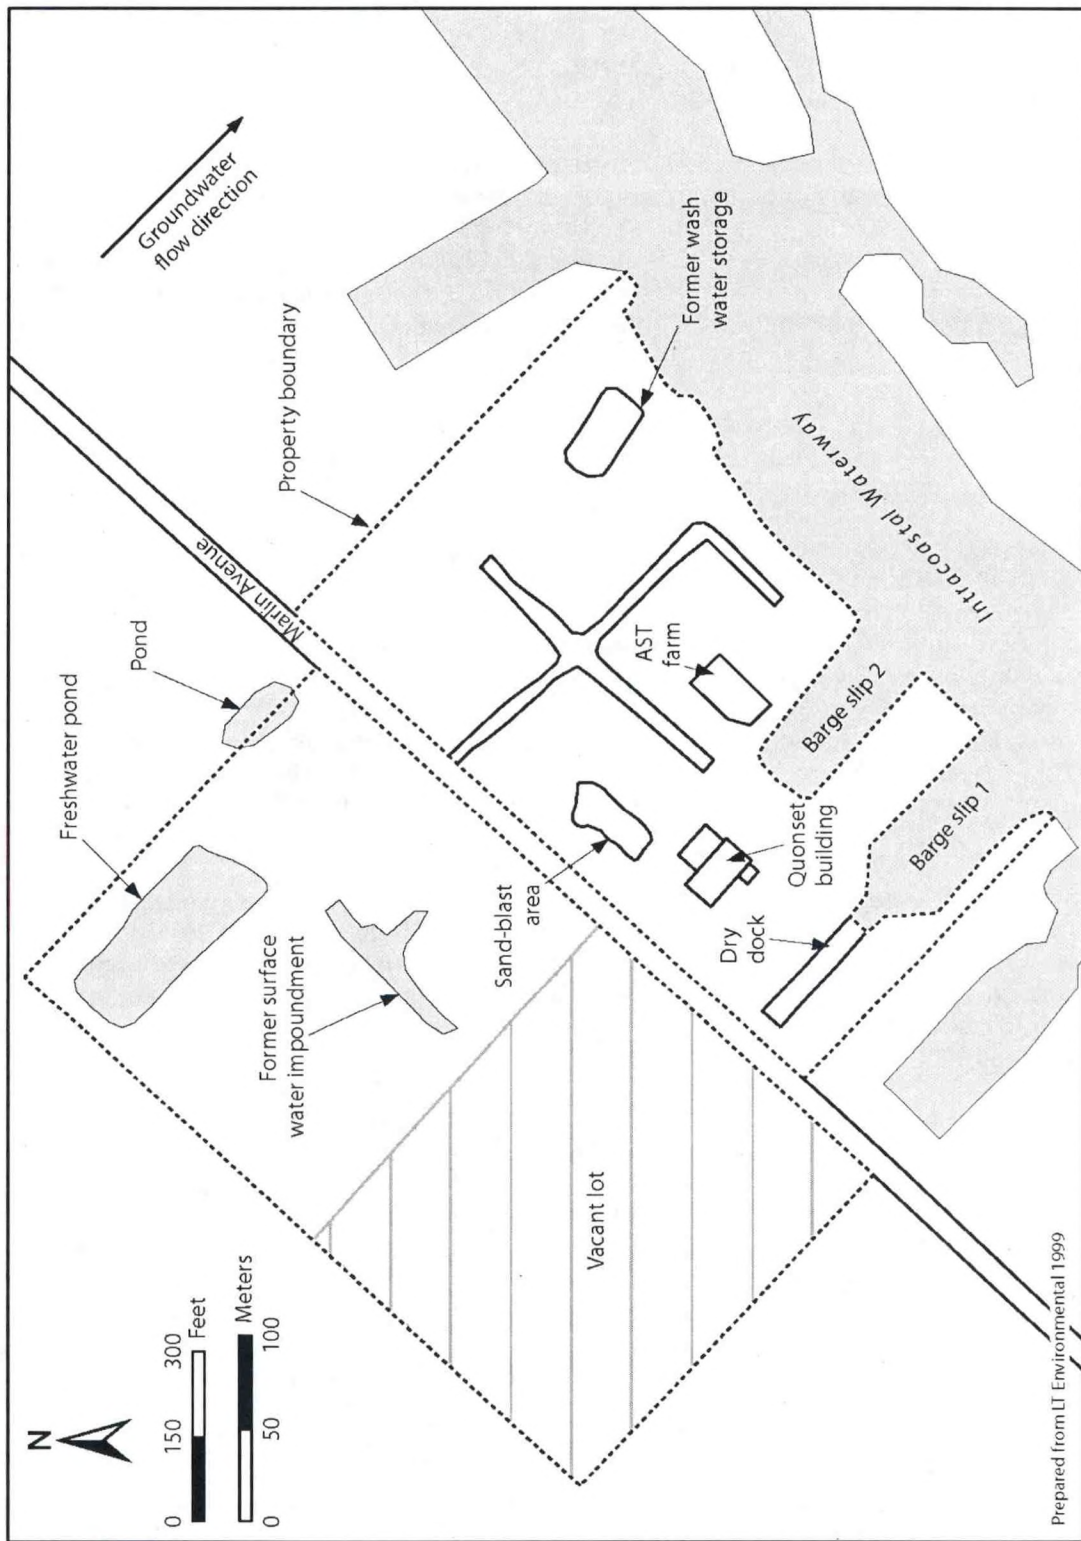 N
0 150 300
Feet
Meters
0 50 100
Groundwater
flow direction
Property boundary
Marlin Avenue
Pond
Freshwater pond
Former surface
water impoundment
Sand-blast
area
Former wash
water storage
AST
farm
Barge slip 2
Intracoastal Waterway
Quonset
building
Barge slip 1
Dry
dock
Vacant lot
Prepared from LT Environmental 1999